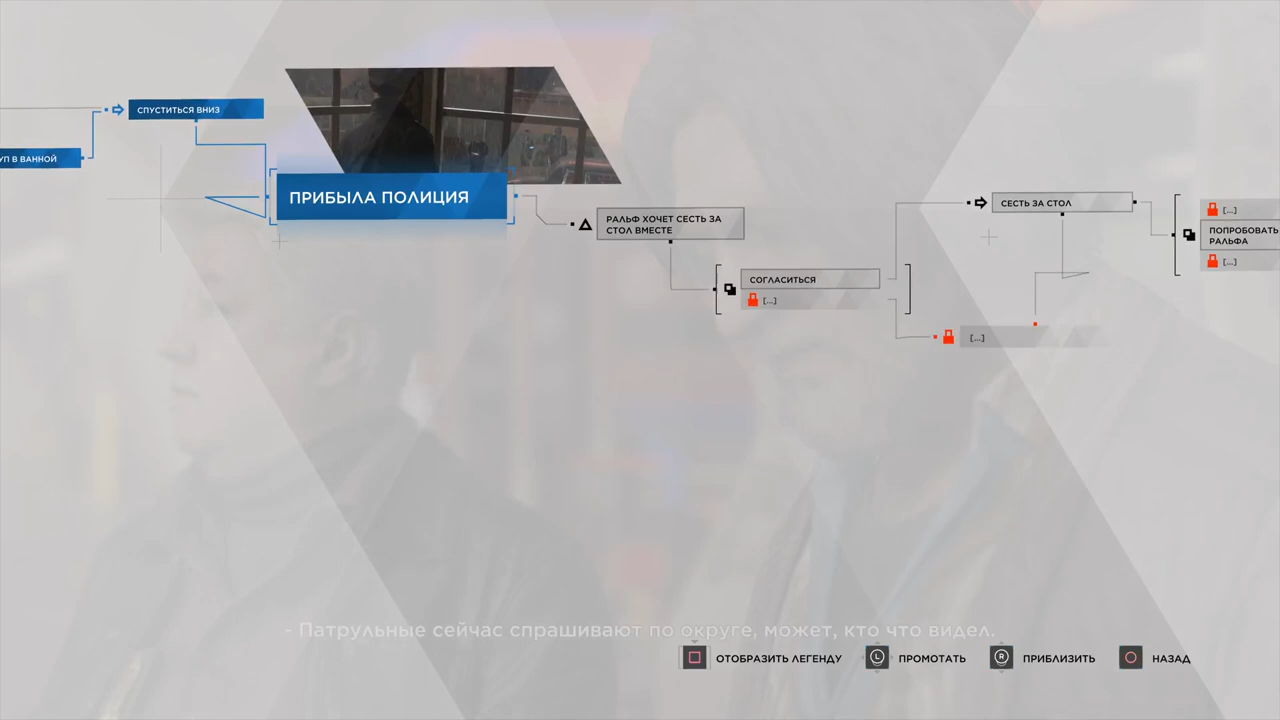 СПУСТИТЬСЯ ВНИЗ
УП В ВАННОЙ
ПРИБЫЛА ПОЛИЦИЯ
РАЛЬФ ХОЧЕТ СЕСТЬ ЗА
СТОЛ ВМЕСТЕ
СОГЛАСИТЬСЯ
[...]
СЕСТЬ ЗА СТОЛ
[...]
[...]
ПОПРОБОВАТЬ
РАЛЬФА
[...]
- Патрульные сейчас спрашивают по округе, может, кто что видел.
ОТОБРАЗИТЬ ЛЕГЕНДУ
L ПРОМОТАТЬ
R ПРИБЛИЗИТЬ
НАЗАД